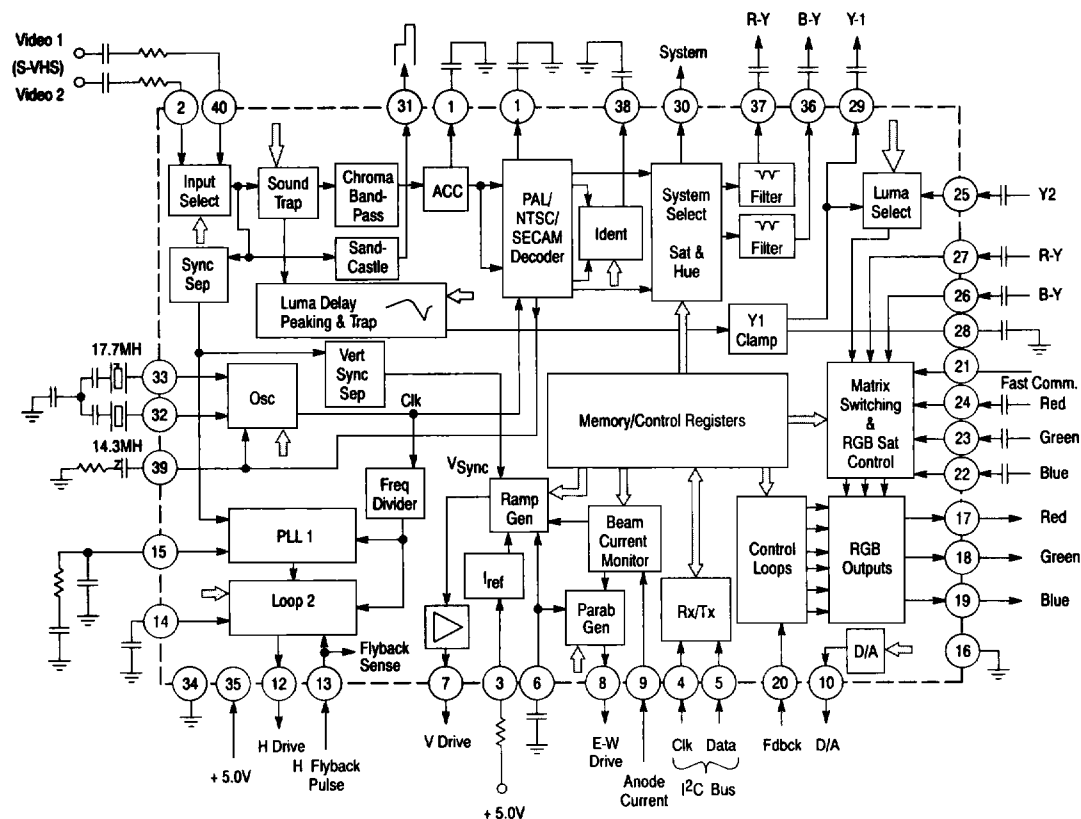 R-Y B-Y Y-1
Video 1
(S-VHS)
Video 2
System
2 40 31 1 1 38 30 37 36 29
Input
Select
Sound
Trap
Chroma
Band-
Pass
ACC
PAL/
NTSC/
SECAM
Decoder
Ident
System
Select
Sat &
Hue
Filter
Filter
Luma
Select
25 Y2
Sync
Sep
Sand-
Castle
27 R-Y
26 B-Y
Luma Delay
Peaking & Trap
Y1
Clamp
28
17.7MH
33
32
14.3MH
39
Osc
Vert
Sync
Sep
Clk
Memory/Control Registers
Matrix
Switching
&
RGB Sat
Control
21
Fast Comm.
24 Red
23 Green
22 Blue
VSync
Freq
Divider
Ramp
Gen
Beam
Current
Monitor
Control
Loops
RGB
Outputs
17 Red
18 Green
19 Blue
15
PLL 1
Iref
14
Loop 2
Parab
Gen
Rx/Tx
D/A
16
Flyback
Sense
34 35 12 13 7 3 6 8 9 4 5 20 10
+ 5.0V
H Drive
H Flyback
Pulse
V Drive
+ 5.0V
E-W
Drive
Anode
Current
Clk Data
I2C Bus
Fdbck
D/A